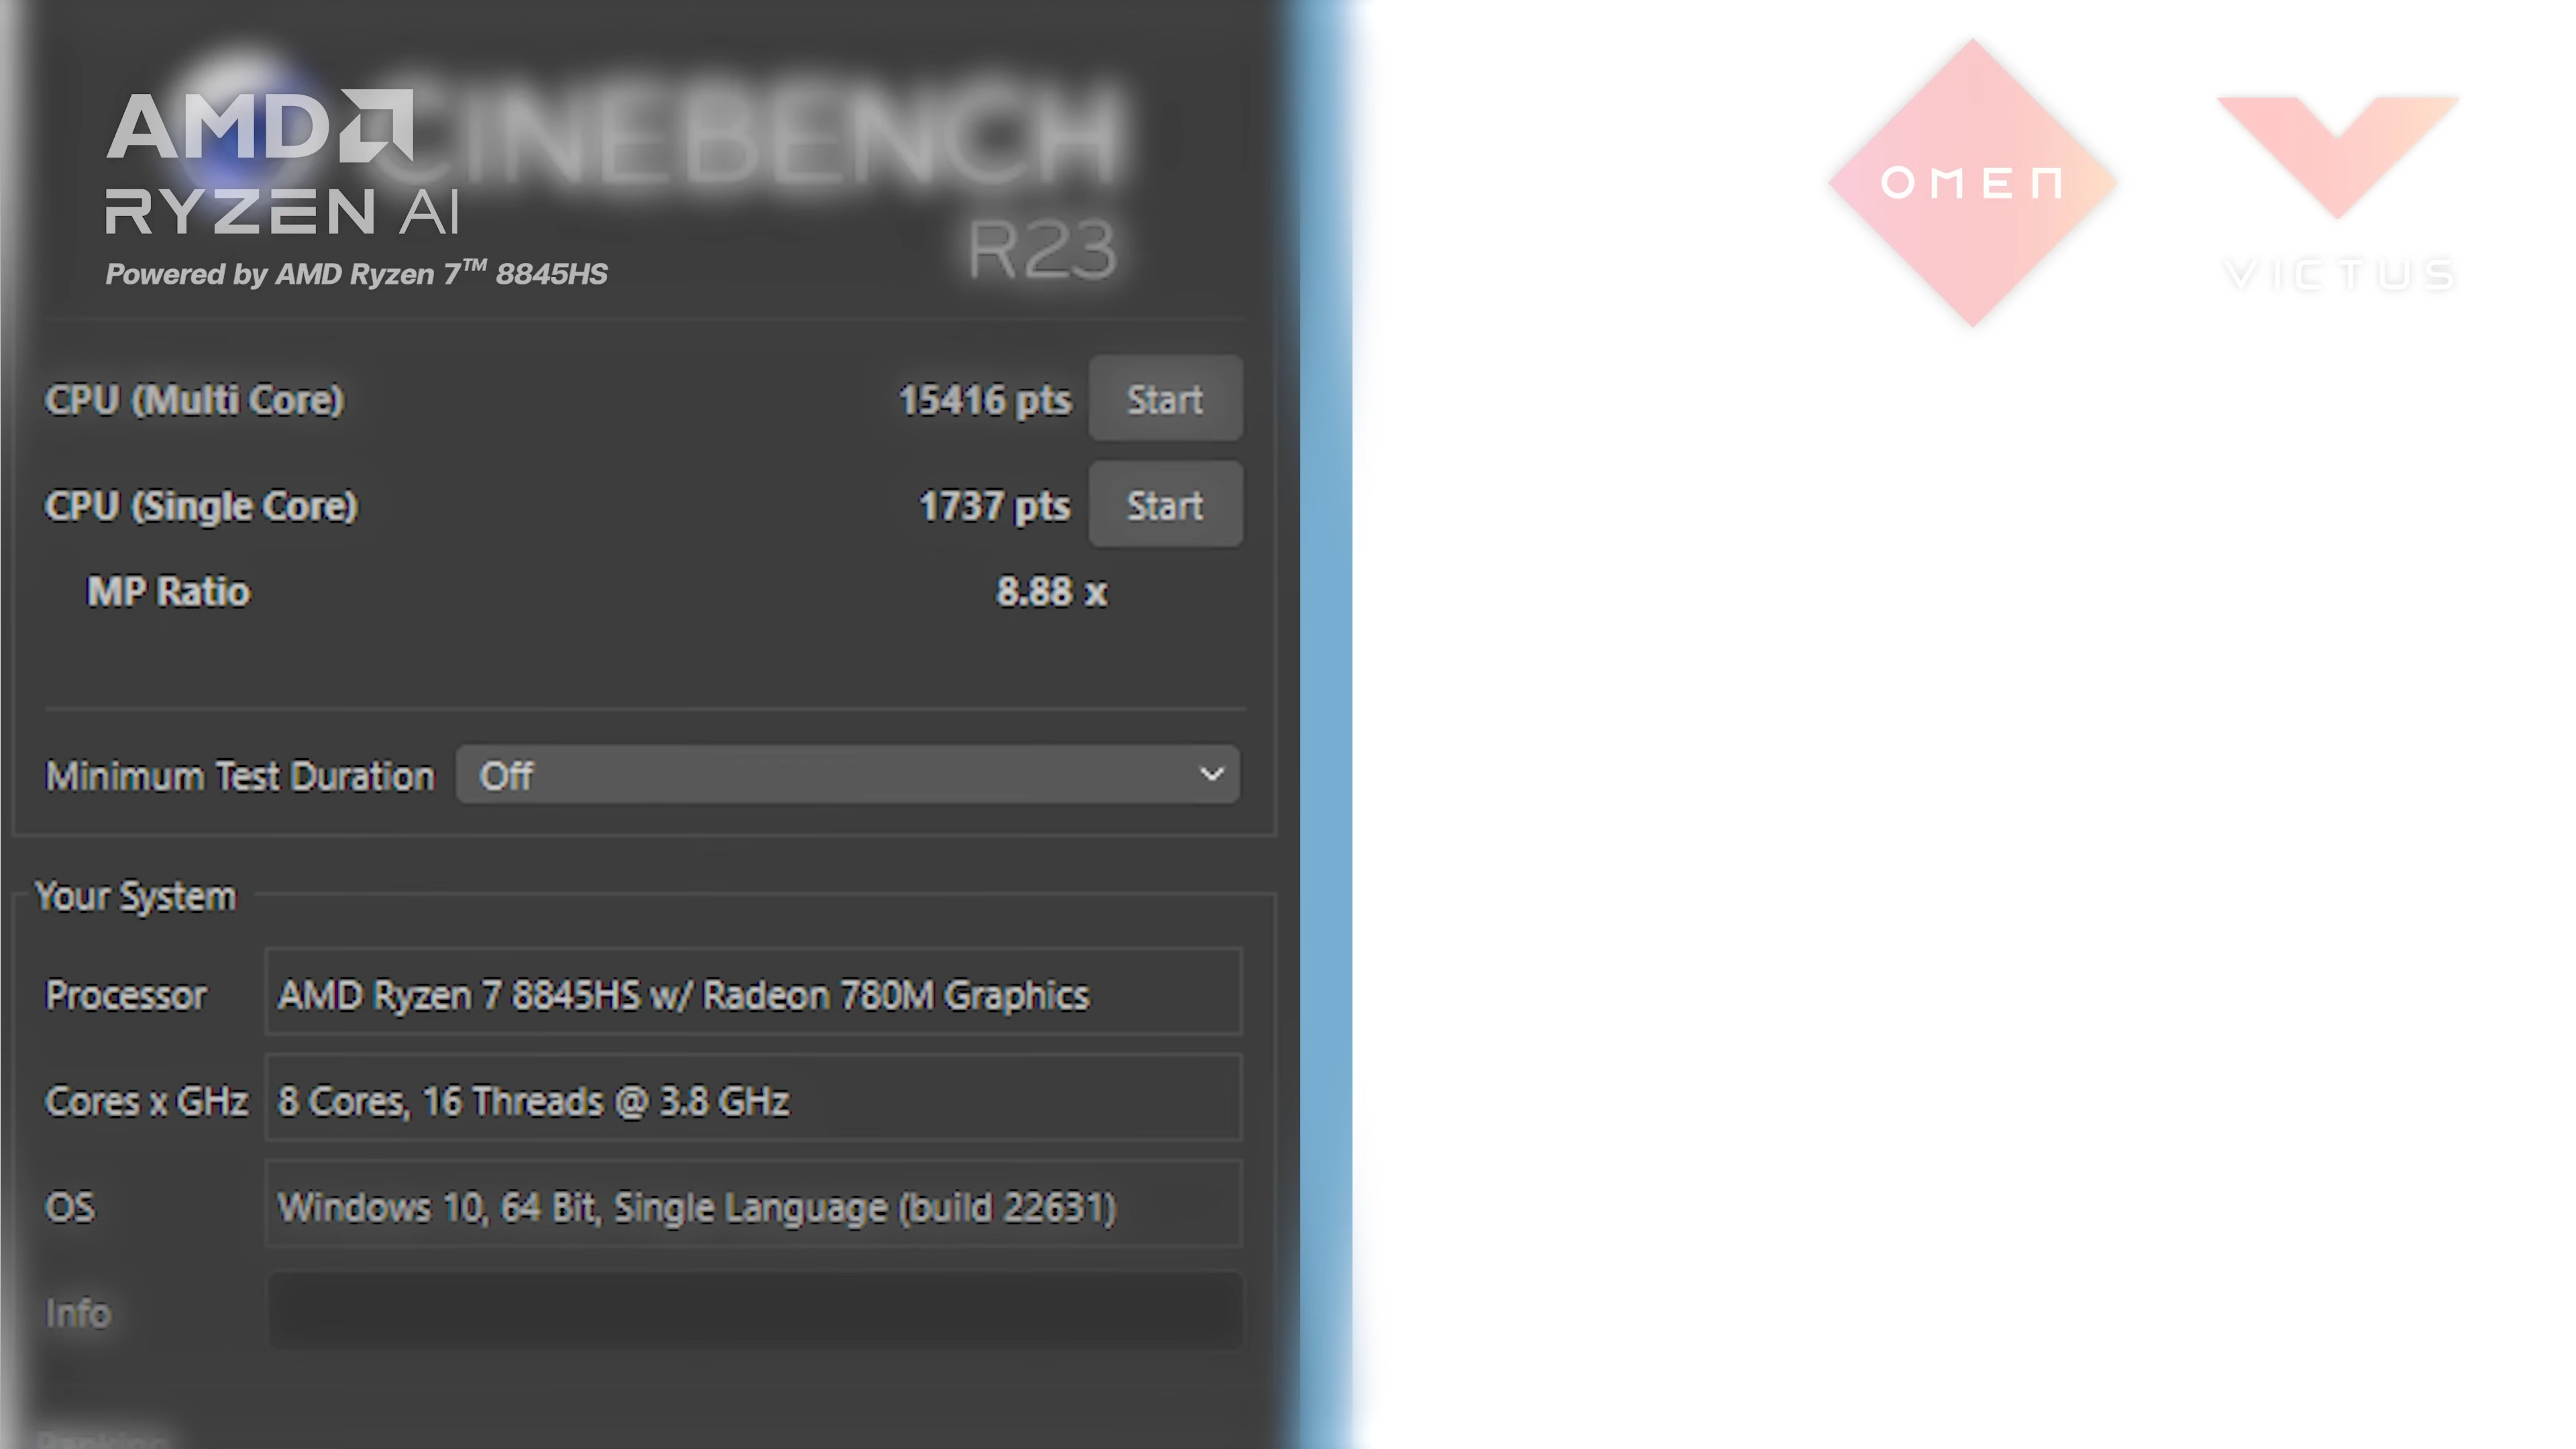 AMD
RYZEN AI
Powered by AMD Ryzen 7™ 8845HS
CINEBENCH
R23
OMEN
VICTUS
CPU (Multi Core) 15416 pts Start
CPU (Single Core) 1737 pts Start
MP Ratio 8.88 x
Minimum Test Duration Off
Your System
Processor AMD Ryzen 7 8845HS w/ Radeon 780M Graphics
Cores x GHz 8 Cores, 16 Threads @ 3.8 GHz
OS Windows 10, 64 Bit, Single Language (build 22631)
Info